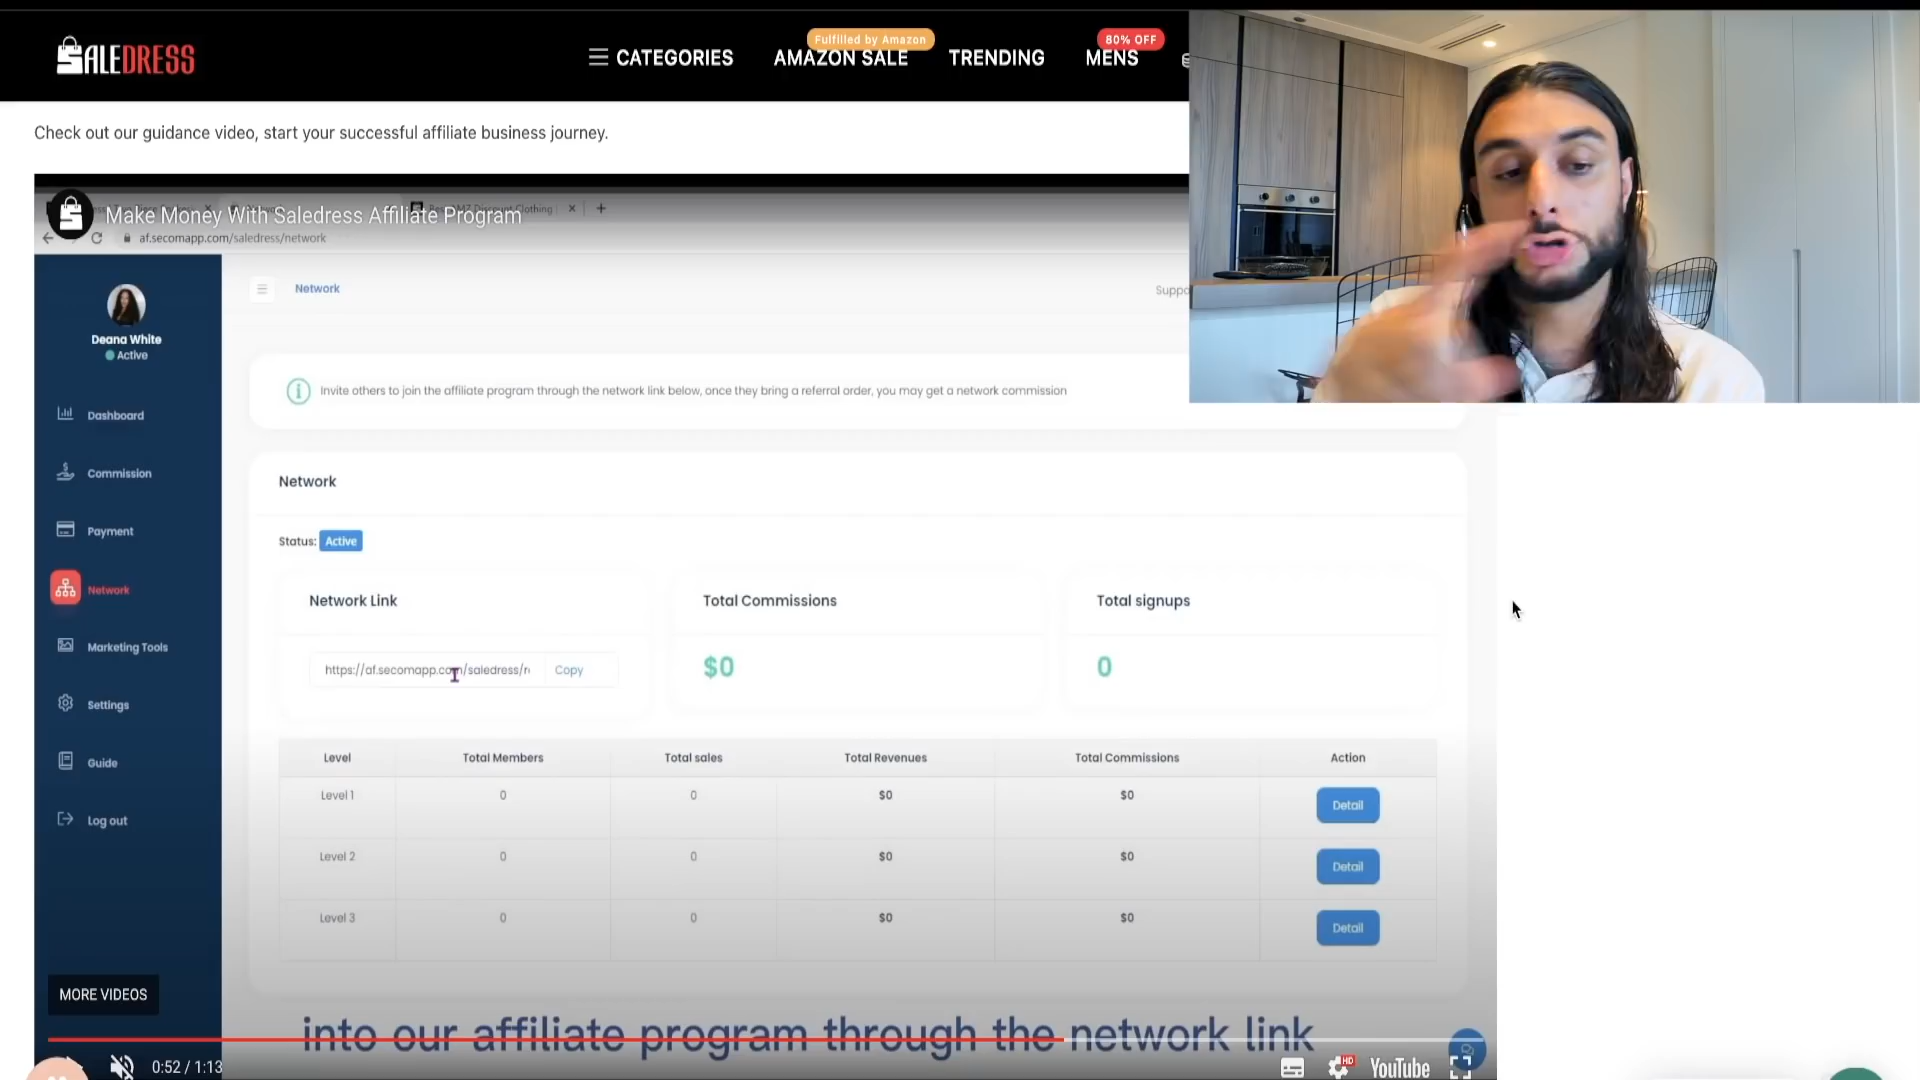 SALEDRESS
CATEGORIES
Fulfilled by Amazon
AMAZON SALE
TRENDING
80% OFF
MENS
Check out our guidance video, start your successful affiliate business journey.
Make Money With Saledress Affiliate Program
af.secomapp.com/saledress/network
Deana White
Active
Dashboard
Commission
Payment
Network
Marketing Tools
Settings
Guide
Log out
Network
Suppo
Invite others to join the affiliate program through the network link below, once they bring a referral order, you may get a network commission
Network
Status: Active
Network Link
Total Commissions
Total signups
https://af.secomapp.com/saledress/r
Copy
$0
0
Level Total Members Total sales Total Revenues Total Commissions Action
Level 1 0 0 $0 $0 Detail
Level 2 0 0 $0 $0 Detail
Level 3 0 0 $0 $0 Detail
MORE VIDEOS
into our affiliate program through the network link
0:52 / 1:13
HD
YouTube